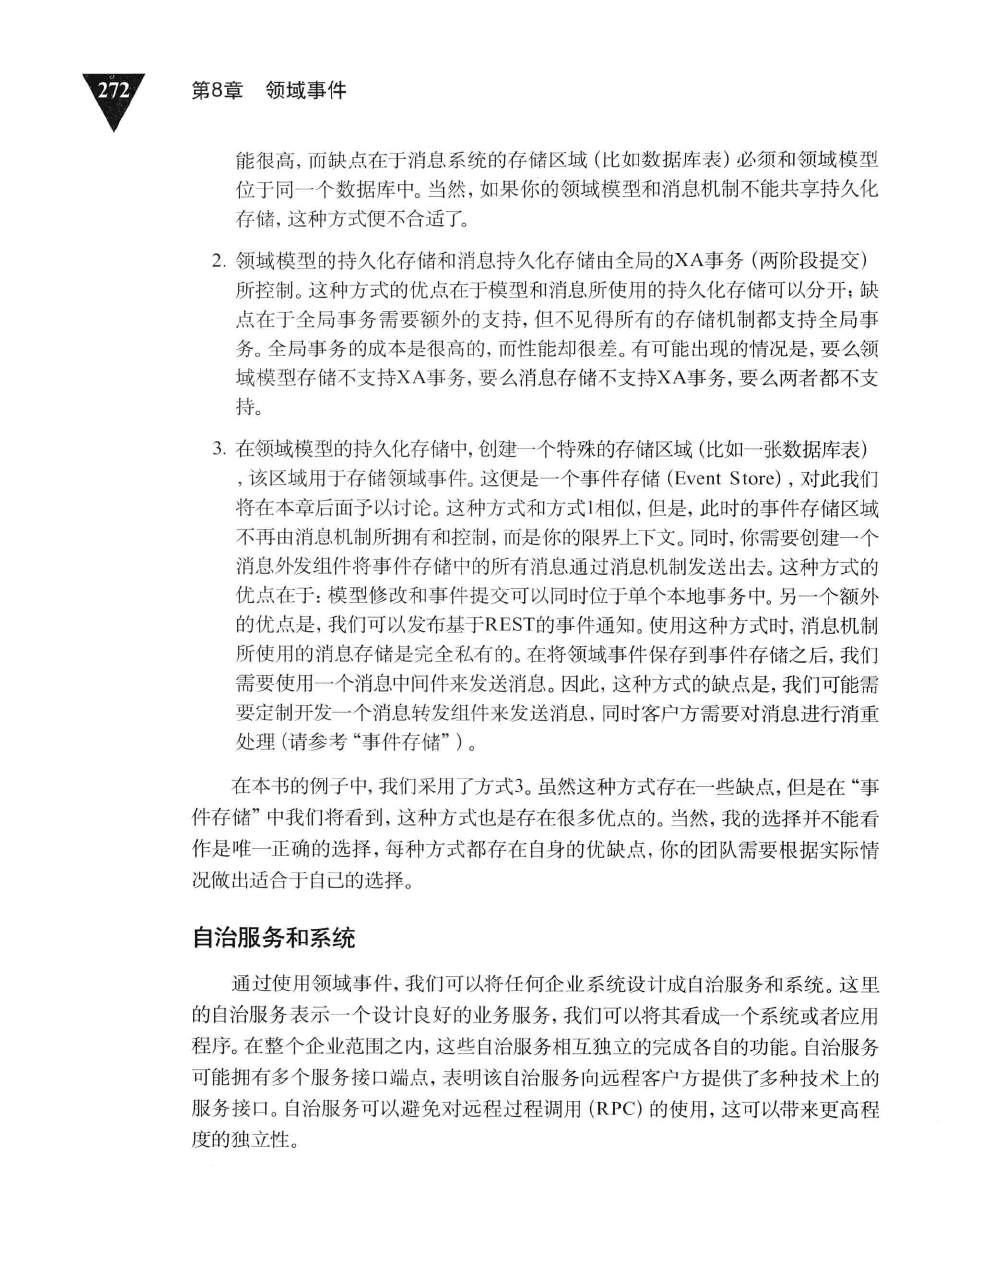 272
第8章 领域事件
能很高, 而缺点在于消息系统的存储区域 (比如数据库表) 必须和领域模型
位于同一个数据库中。当然, 如果你的领域模型和消息机制不能共享持久化
存储, 这种方式便不合适了。
2. 领域模型的持久化存储和消息持久化存储由全局的XA事务 (两阶段提交)
所控制。这种方式的优点在于模型和消息所使用的持久化存储可以分开; 缺
点在于全局事务需要额外的支持, 但不见得所有的存储机制都支持全局事
务。全局事务的成本是很高的, 而性能却很差。有可能出现的情况是, 要么领
域模型存储不支持XA事务, 要么消息存储不支持XA事务, 要么两者都不支
持。
3. 在领域模型的持久化存储中, 创建一个特殊的存储区域 (比如一张数据库表)
, 该区域用于存储领域事件。这便是一个事件存储 (Event Store) , 对此我们
将在本章后面予以讨论。这种方式和方式1相似, 但是, 此时的事件存储区域
不再由消息机制所拥有和控制, 而是你的限界上下文。同时, 你需要创建一个
消息外发组件将事件存储中的所有消息通过消息机制发送出去。这种方式的
优点在于: 模型修改和事件提交可以同时位于单个本地事务中。另一个额外
的优点是, 我们可以发布基于REST的事件通知。使用这种方式时, 消息机制
所使用的消息存储是完全私有的。在将领域事件保存到事件存储之后, 我们
需要使用一个消息中间件来发送消息。因此, 这种方式的缺点是, 我们可能需
要定制开发一个消息转发组件来发送消息, 同时客户方需要对消息进行消重
处理 (请参考 “事件存储” ) 。
在本书的例子中, 我们采用了方式3。虽然这种方式存在一些缺点, 但是在 “事
件存储” 中我们将看到, 这种方式也是存在很多优点的。当然, 我的选择并不能看
作是唯一正确的选择, 每种方式都存在自身的优缺点, 你的团队需要根据实际情
况做出适合于自己的选择。
自治服务和系统
通过使用领域事件, 我们可以将任何企业系统设计成自治服务和系统。这里
的自治服务表示一个设计良好的业务服务, 我们可以将其看成一个系统或者应用
程序。在整个企业范围之内, 这些自治服务相互独立的完成各自的功能。自治服务
可能拥有多个服务接口端点, 表明该自治服务向远程客户方提供了多种技术上的
服务接口。自治服务可以避免对远程过程调用 (RPC) 的使用, 这可以带来更高程
度的独立性。